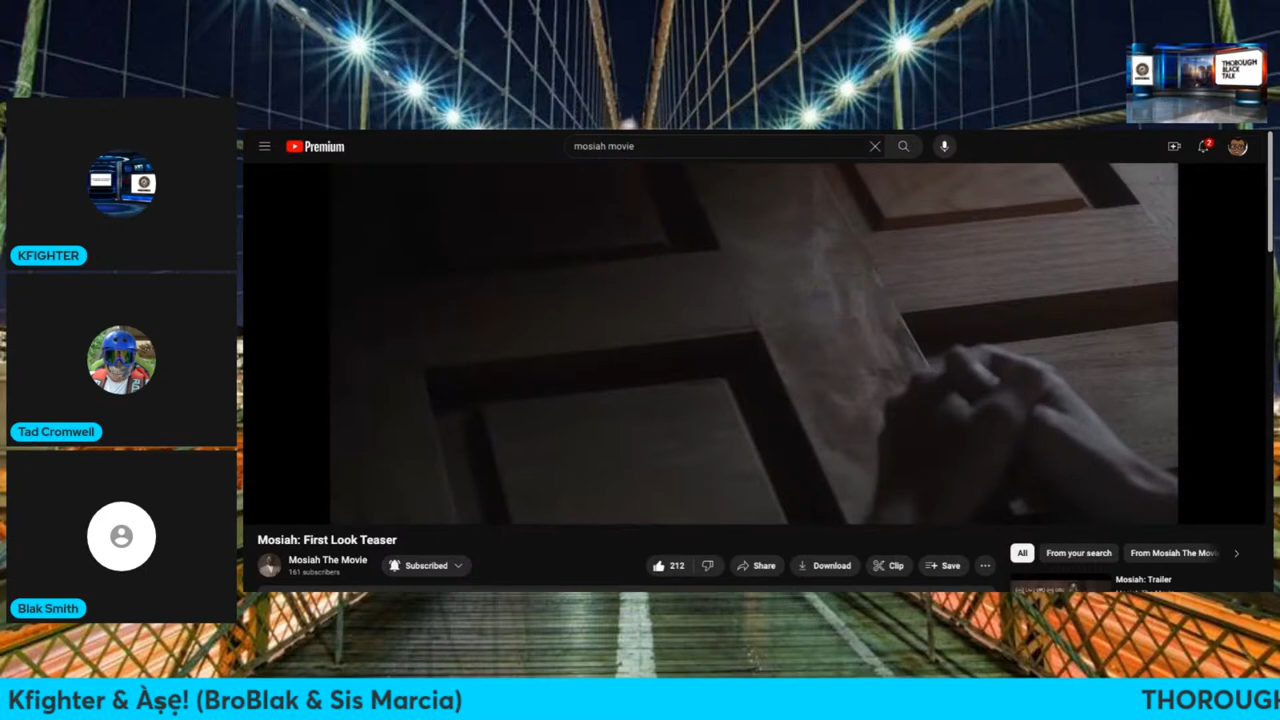 THOROUGH
BLACK
TALK
Premium
mosiah movie
2
KFIGHTER
Tad Cromwell
Blak Smith
Mosiah: First Look Teaser
Mosiah The Movie
161 subscribers
Subscribed
212
Share
Download
Clip
Save
All
From your search
From Mosiah The Movi
Mosiah: Trailer
Kfighter & Àṣẹ! (BroBlak & Sis Marcia)
THOROUGH